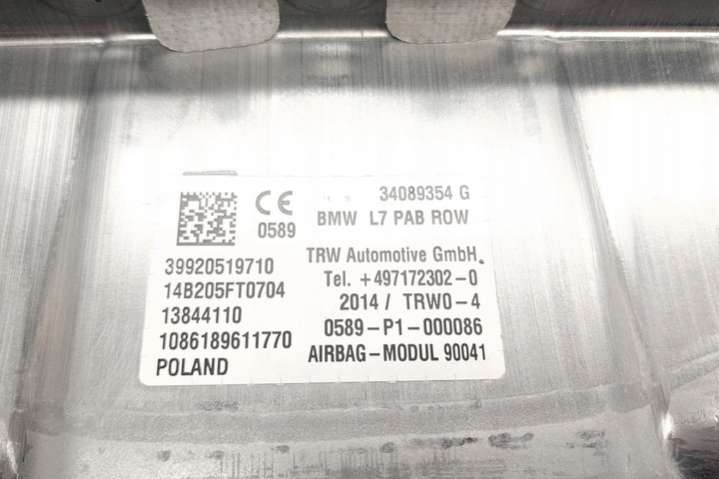 CE 34089354 G
0589 BMW L7 PAB ROW
39920519710 TRW Automotive GmbH.
14B205FT0704 Tel. +497172302-0
13844110 2014 / TRWO-4
1086189611770 0589-P1-000086
POLAND AIRBAG-MODUL 90041